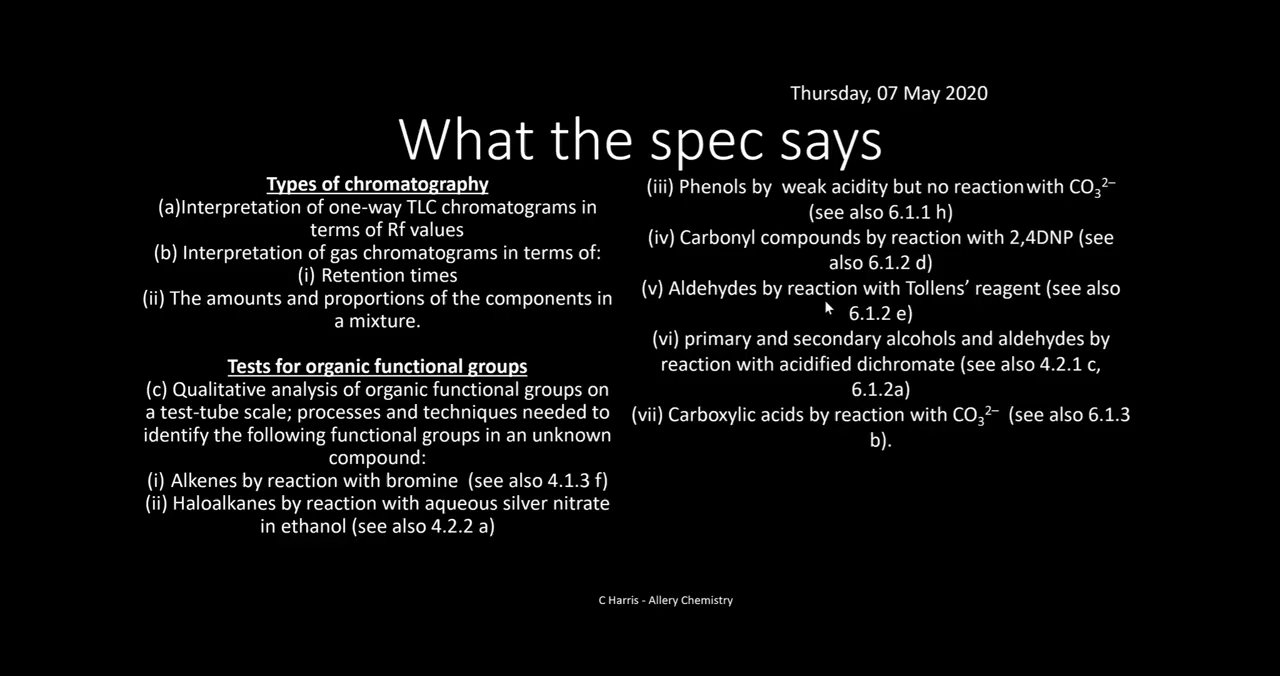 Thursday, 07 May 2020
What the spec says
Types of chromatography
(a)Interpretation of one-way TLC chromatograms in
terms of Rf values
(b) Interpretation of gas chromatograms in terms of:
(i) Retention times
(ii) The amounts and proportions of the components in
a mixture.
Tests for organic functional groups
(c) Qualitative analysis of organic functional groups on
a test-tube scale; processes and techniques needed to
identify the following functional groups in an unknown
compound:
(i) Alkenes by reaction with bromine (see also 4.1.3 f)
(ii) Haloalkanes by reaction with aqueous silver nitrate
in ethanol (see also 4.2.2 a)
(iii) Phenols by weak acidity but no reaction with CO₃²⁻
(see also 6.1.1 h)
(iv) Carbonyl compounds by reaction with 2,4DNP (see
also 6.1.2 d)
(v) Aldehydes by reaction with Tollens’ reagent (see also
6.1.2 e)
(vi) primary and secondary alcohols and aldehydes by
reaction with acidified dichromate (see also 4.2.1 c,
6.1.2a)
(vii) Carboxylic acids by reaction with CO₃²⁻ (see also 6.1.3
b).
C Harris - Allery Chemistry